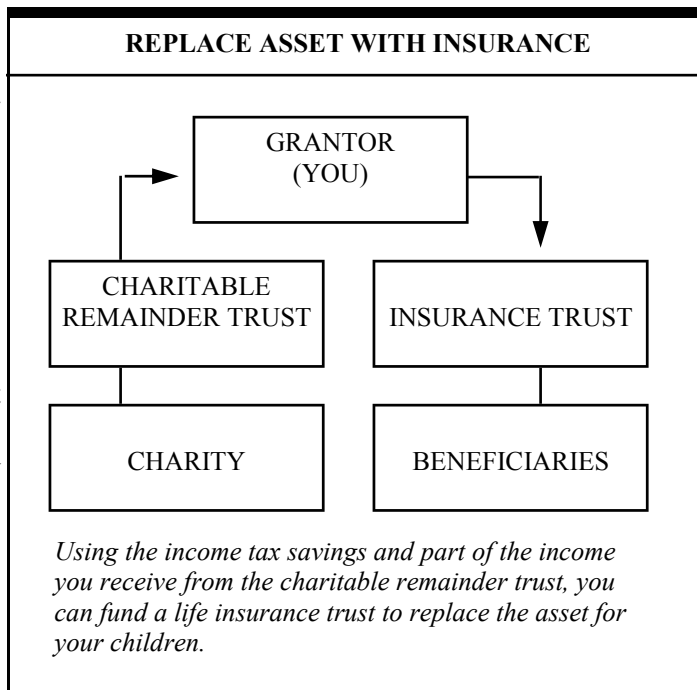 REPLACE ASSET WITH INSURANCE
GRANTOR
(YOU)
CHARITABLE
REMAINDER TRUST
INSURANCE TRUST
CHARITY
BENEFICIARIES
Using the income tax savings and part of the income
you receive from the charitable remainder trust, you
can fund a life insurance trust to replace the asset for
your children.